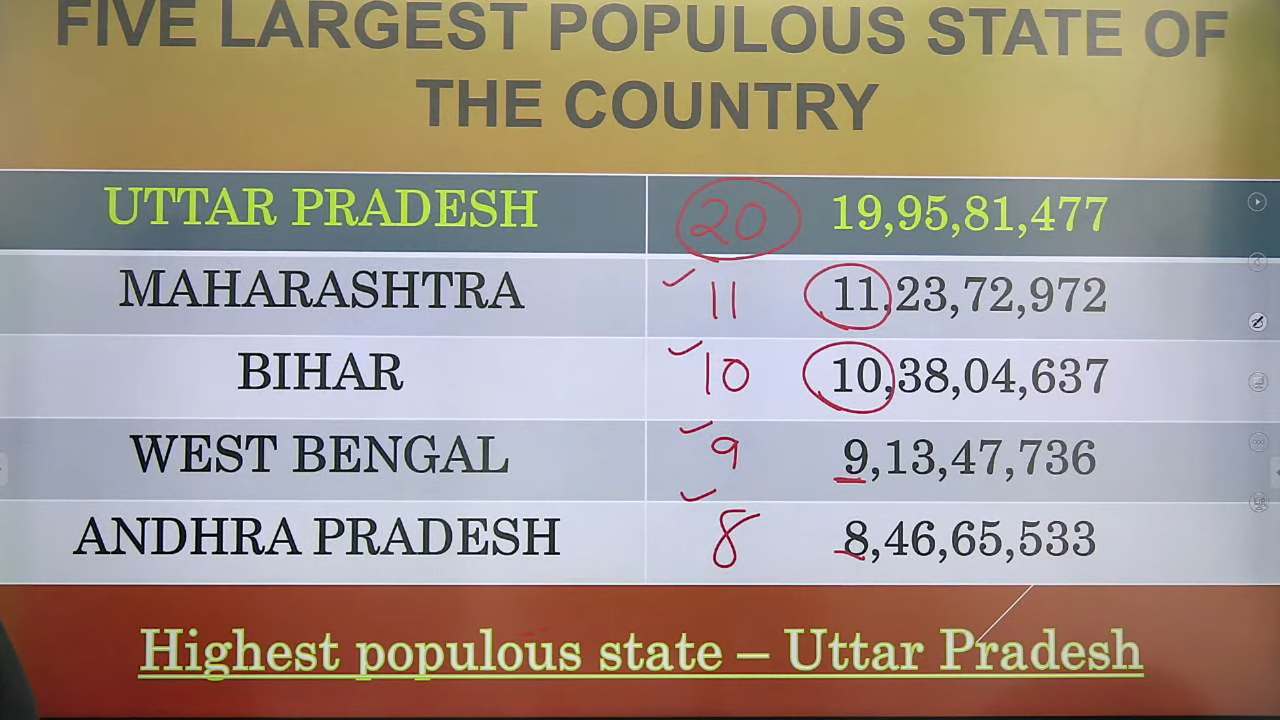 FIVE LARGEST POPULOUS STATE OF
THE COUNTRY
UTTAR PRADESH 20 19,95,81,477
MAHARASHTRA 11 11,23,72,972
BIHAR 10 10,38,04,637
WEST BENGAL 9 9,13,47,736
ANDHRA PRADESH 8 8,46,65,533
Highest populous state – Uttar Pradesh